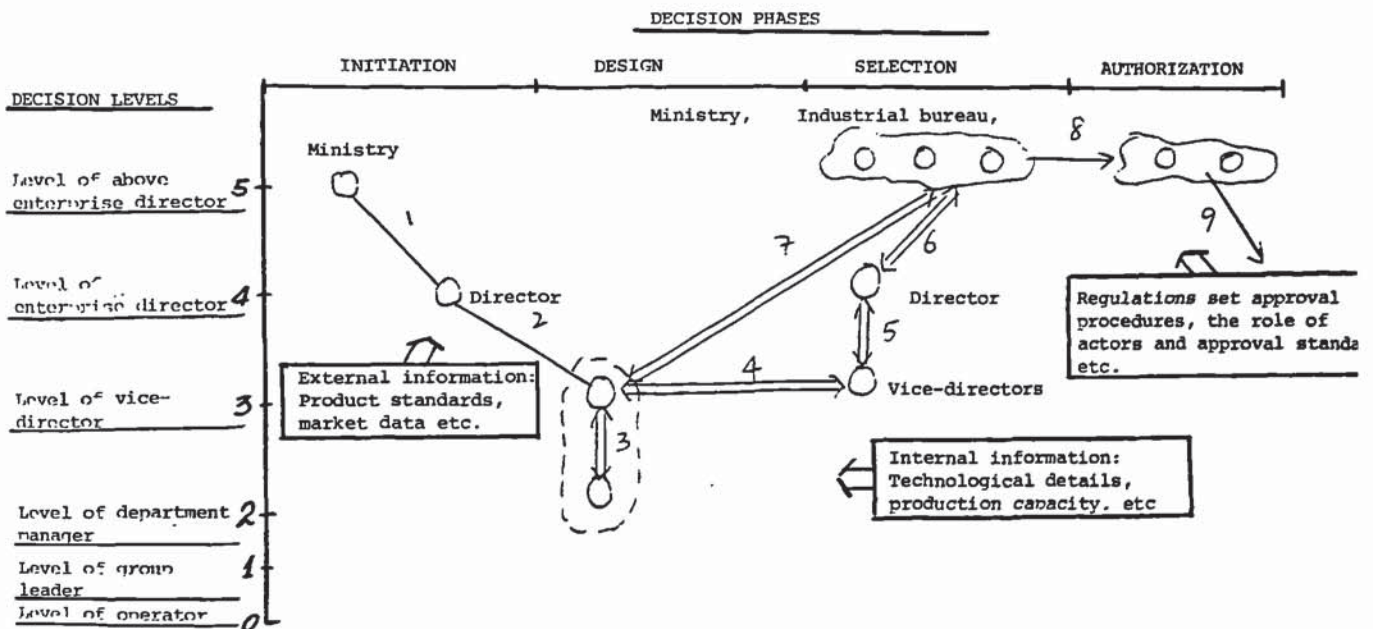 DECISION PHASES
INITIATION DESIGN SELECTION AUTHORIZATION
DECISION LEVELS
Ministry, Industrial bureau,
8
Ministry
Level of above
enterprise director 5
1
7
6
9
Level of
enterprise director 4
Director
2
Director
5
Regulations set approval
procedures, the role of
actors and approval standa
etc.
External information:
Product standards,
market data etc.
4
Level of vice-
director 3
Vice-directors
3
Internal information:
Technological details,
production capacity. etc
Level of department 2
manager
Level of group 1
leader
Level of operator 0